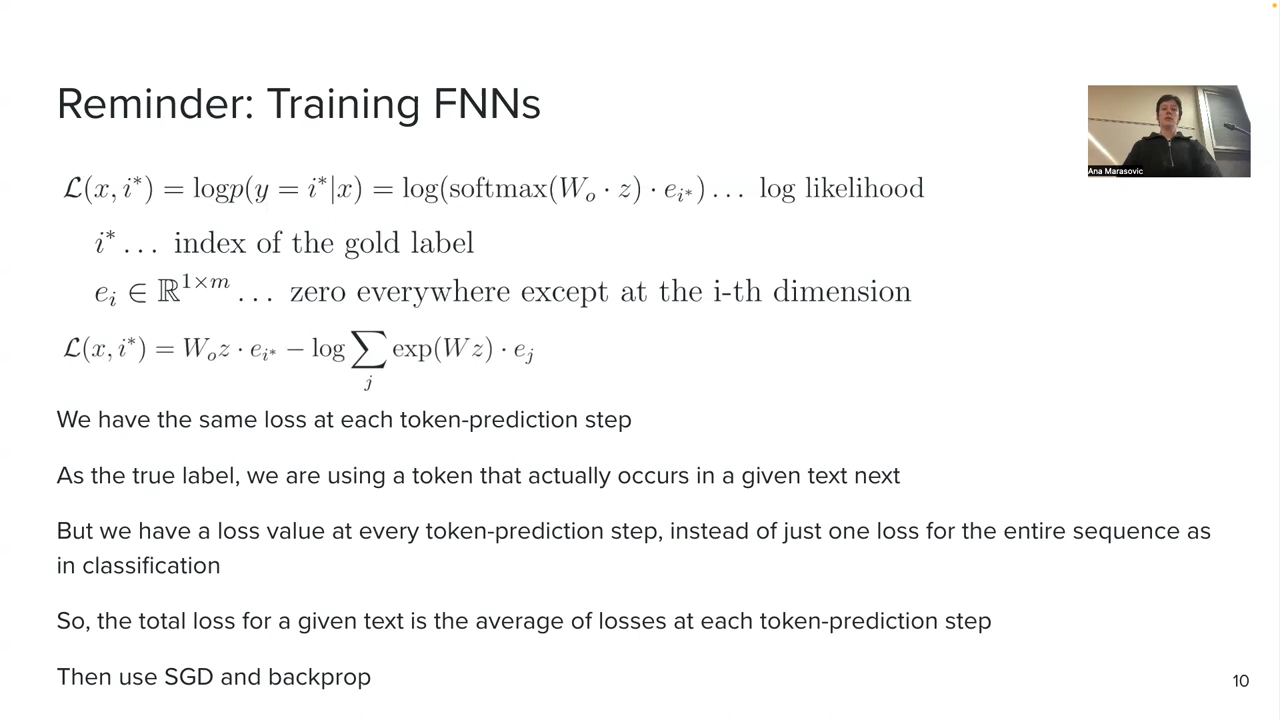 Reminder: Training FNNs
Ana Marasovic
ℒ(x, i*) = logp(y = i*|x) = log(softmax(Wₒ · z) · e_{i*}) … log likelihood
i* … index of the gold label
eᵢ ∈ ℝ^{1×m} … zero everywhere except at the i-th dimension
ℒ(x, i*) = Wₒz · e_{i*} − log ∑_j exp(Wz) · e_j
We have the same loss at each token-prediction step
As the true label, we are using a token that actually occurs in a given text next
But we have a loss value at every token-prediction step, instead of just one loss for the entire sequence as
in classification
So, the total loss for a given text is the average of losses at each token-prediction step
Then use SGD and backprop
10